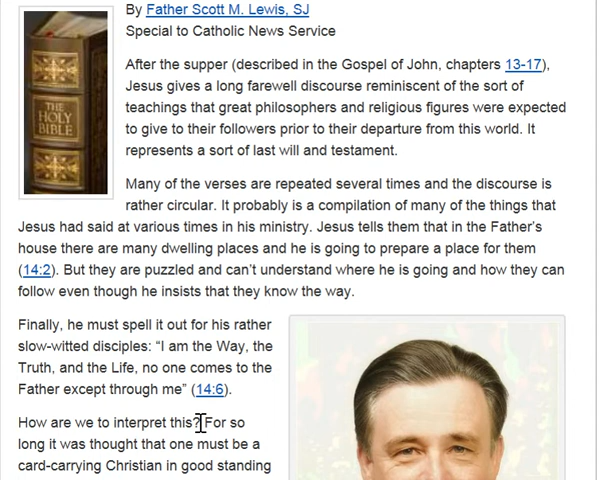 THE
HOLY
BIBLE
By Father Scott M. Lewis, SJ
Special to Catholic News Service
After the supper (described in the Gospel of John, chapters 13-17),
Jesus gives a long farewell discourse reminiscent of the sort of
teachings that great philosophers and religious figures were expected
to give to their followers prior to their departure from this world. It
represents a sort of last will and testament.
Many of the verses are repeated several times and the discourse is
rather circular. It probably is a compilation of many of the things that
Jesus had said at various times in his ministry. Jesus tells them that in the Father's
house there are many dwelling places and he is going to prepare a place for them
(14:2). But they are puzzled and can't understand where he is going and how they can
follow even though he insists that they know the way.
Finally, he must spell it out for his rather
slow-witted disciples: “I am the Way, the
Truth, and the Life, no one comes to the
Father except through me” (14:6).
How are we to interpret this? For so
long it was thought that one must be a
card-carrying Christian in good standing